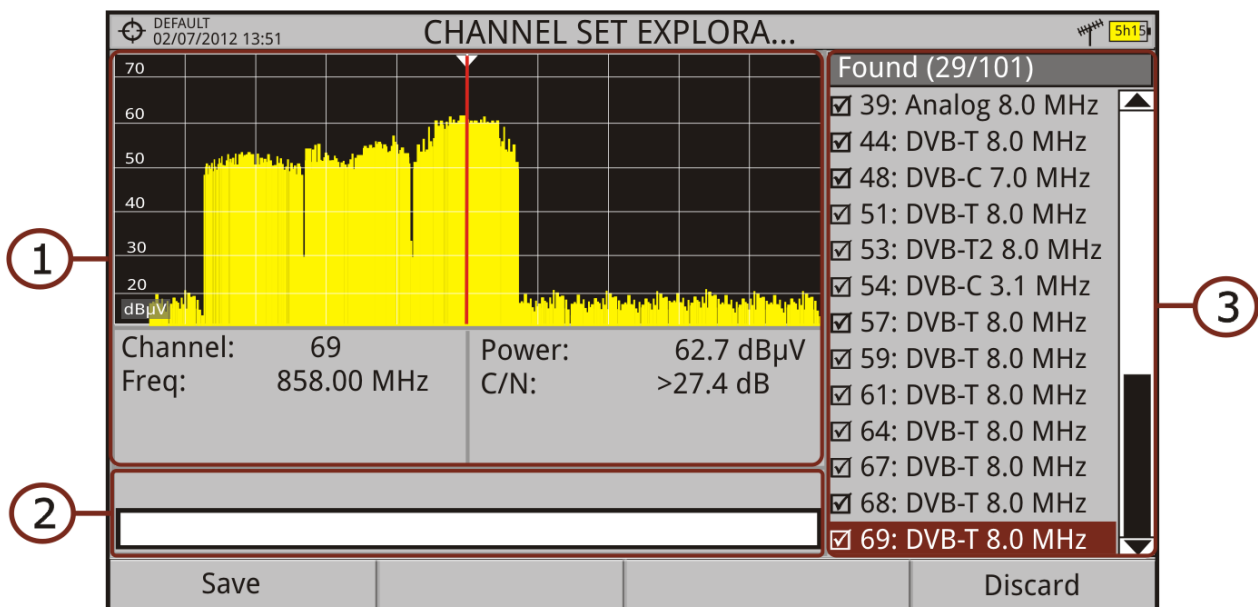 DEFAULT
02/07/2012 13:51
CHANNEL SET EXPLORA...
5h15
70
60
50
40
30
20
dBµV
Channel: 69
Freq: 858.00 MHz
Power: 62.7 dBµV
C/N: >27.4 dB
Found (29/101)
39: Analog 8.0 MHz
44: DVB-T 8.0 MHz
48: DVB-C 7.0 MHz
51: DVB-T 8.0 MHz
53: DVB-T2 8.0 MHz
54: DVB-C 3.1 MHz
57: DVB-T 8.0 MHz
59: DVB-T 8.0 MHz
61: DVB-T 8.0 MHz
64: DVB-T 8.0 MHz
67: DVB-T 8.0 MHz
68: DVB-T 8.0 MHz
69: DVB-T 8.0 MHz
Save
Discard
1
2
3